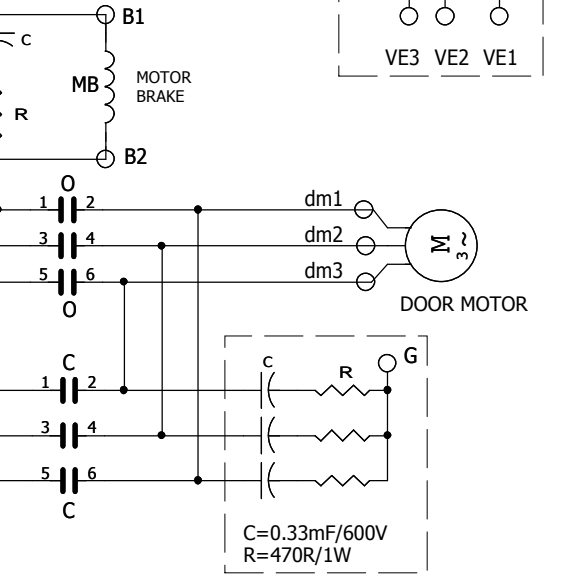 B1
C
VE3 VE2 VE1
MB
MOTOR
BRAKE
R
B2
O
1 2
dm1
3 4
dm2
M
3~
5 6
dm3
O
DOOR MOTOR
C
C
R
G
1 2
3 4
5 6
C
C=0.33mF/600V
R=470R/1W